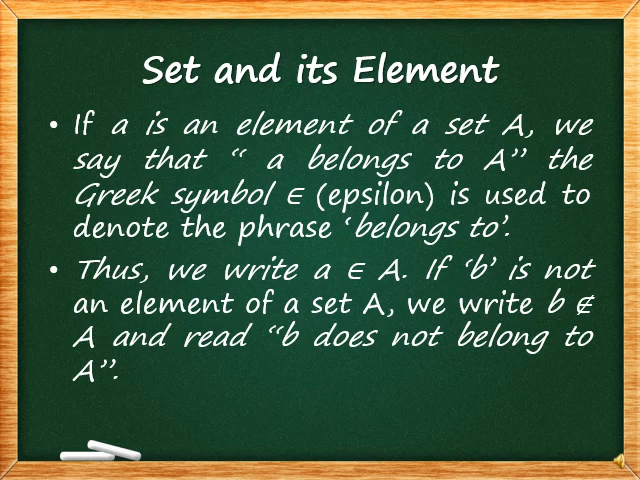 Set and its Element
• If a is an element of a set A, we
say that “ a belongs to A” the
Greek symbol ∈ (epsilon) is used to
denote the phrase ‘belongs to’.
• Thus, we write a ∈ A. If ‘b’ is not
an element of a set A, we write b ∉
A and read “b does not belong to
A”.